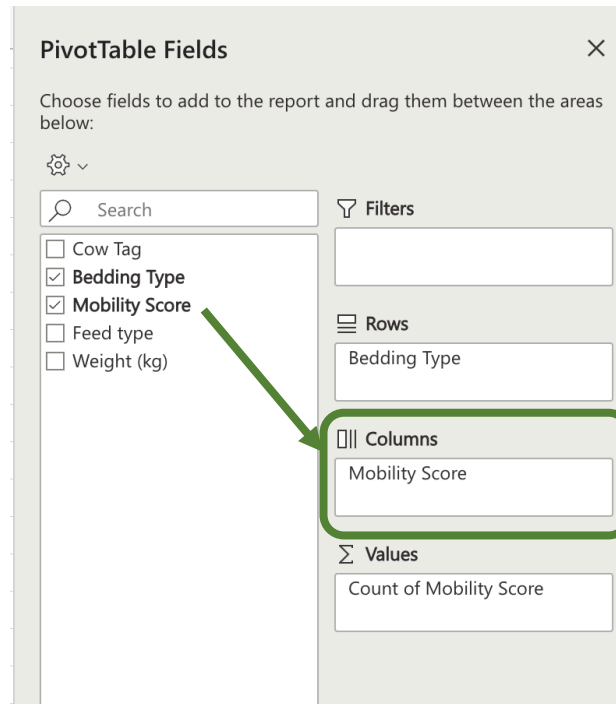 PivotTable Fields
Choose fields to add to the report and drag them between the areas
below:
Search
Cow Tag
Bedding Type
Mobility Score
Feed type
Weight (kg)
Filters
Rows
Bedding Type
Columns
Mobility Score
Values
Count of Mobility Score